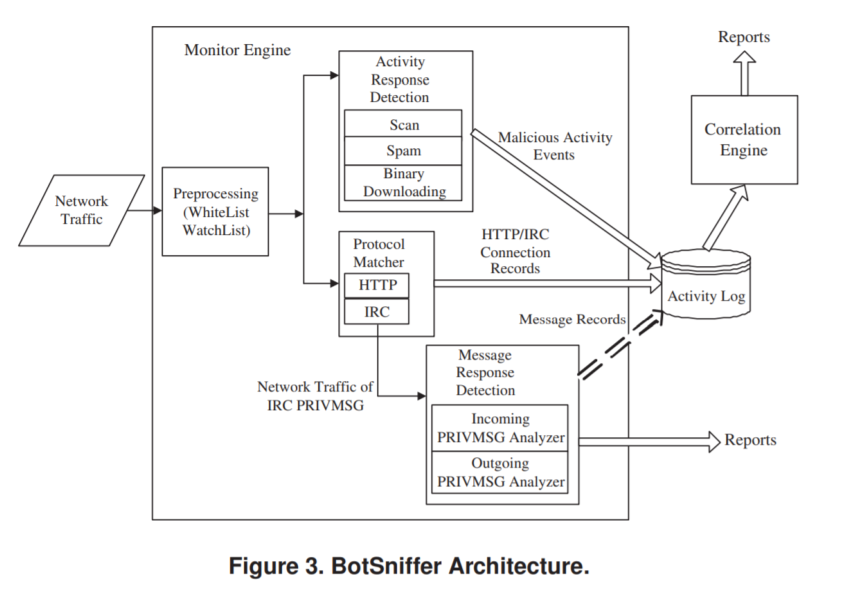 Monitor Engine
Network
Traffic
Preprocessing
(WhiteList
WatchList)
Activity
Response
Detection
Scan
Spam
Binary
Downloading
Malicious Activity
Events
Protocol
Matcher
HTTP
IRC
HTTP/IRC
Connection
Records
Network Traffic of
IRC PRIVMSG
Message Records
Message
Response
Detection
Incoming
PRIVMSG Analyzer
Outgoing
PRIVMSG Analyzer
Reports
Activity Log
Correlation
Engine
Reports
Figure 3. BotSniffer Architecture.